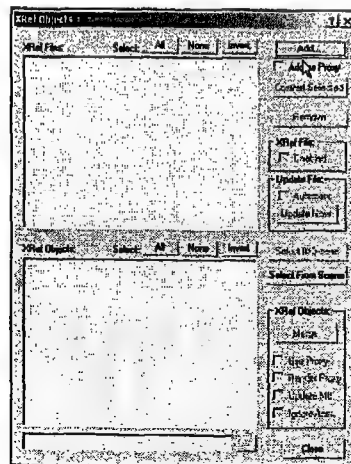 XRef Objects
XRef Files: Select: All None Invert
Add...
Add as Proxy
Convert Selected
Remove
XRef File:
Enabled
Update File:
Automatic
Update Now
XRef Objects: Select: All None Invert
Select In Scene
Select From Scene
XRef Objects:
Merge
Use Proxy
Render Proxy
Update Mtl
Ignore Anim
Close